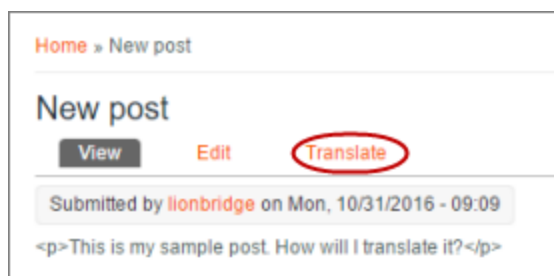 Home » New post
New post
View Edit Translate
Submitted by lionbridge on Mon, 10/31/2016 - 09:09
<p>This is my sample post. How will I translate it?</p>